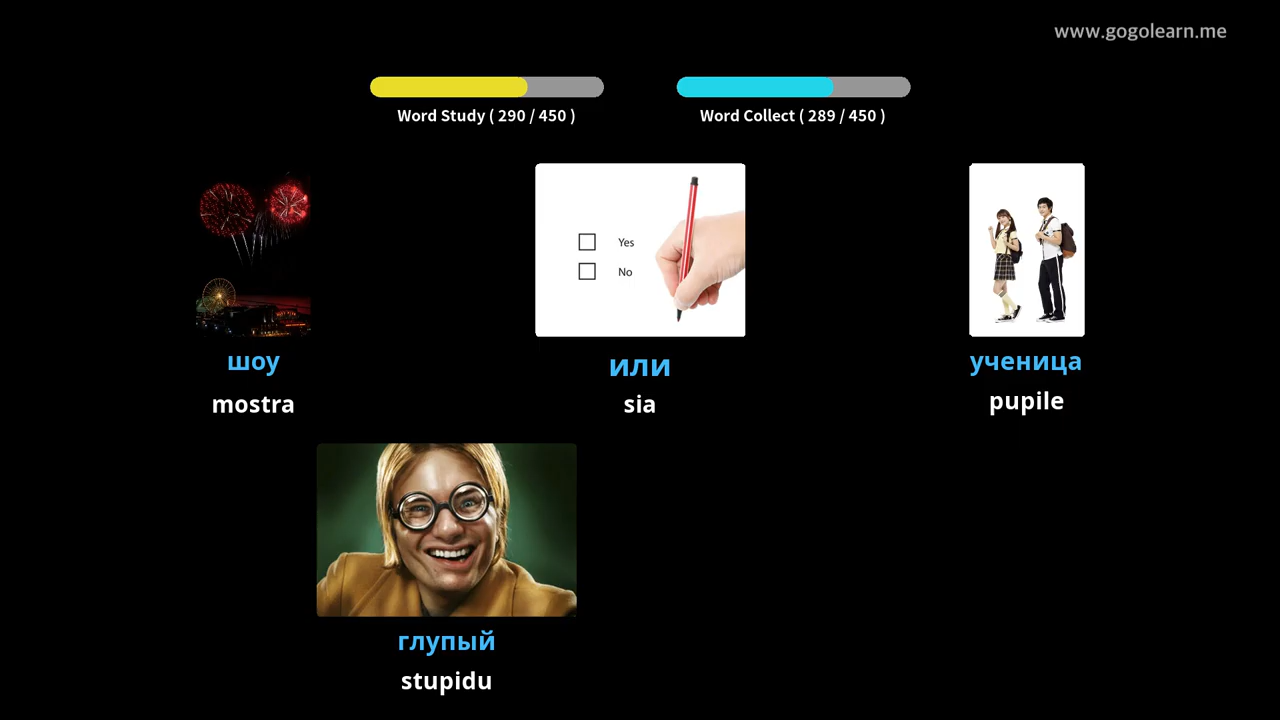 www.gogolearn.me
Word Study ( 290 / 450 )
Word Collect ( 289 / 450 )
Yes
No
шоу
mostra
или
sia
ученица
pupile
глупый
stupidu